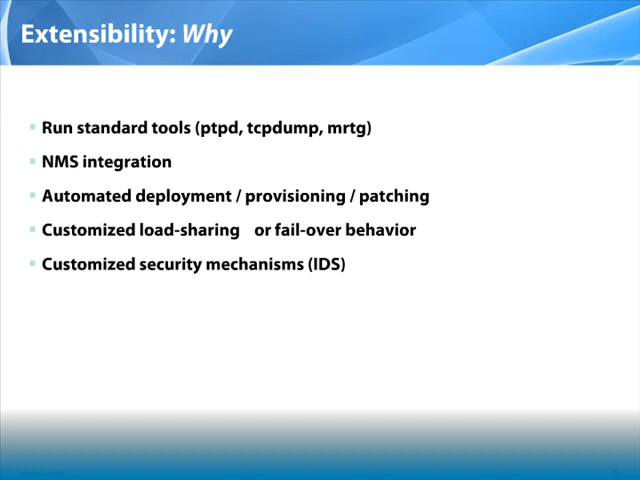 Extensibility: Why
Run standard tools (ptpd, tcpdump, mrtg)
NMS integration
Automated deployment / provisioning / patching
Customized load-sharing or fail-over behavior
Customized security mechanisms (IDS)